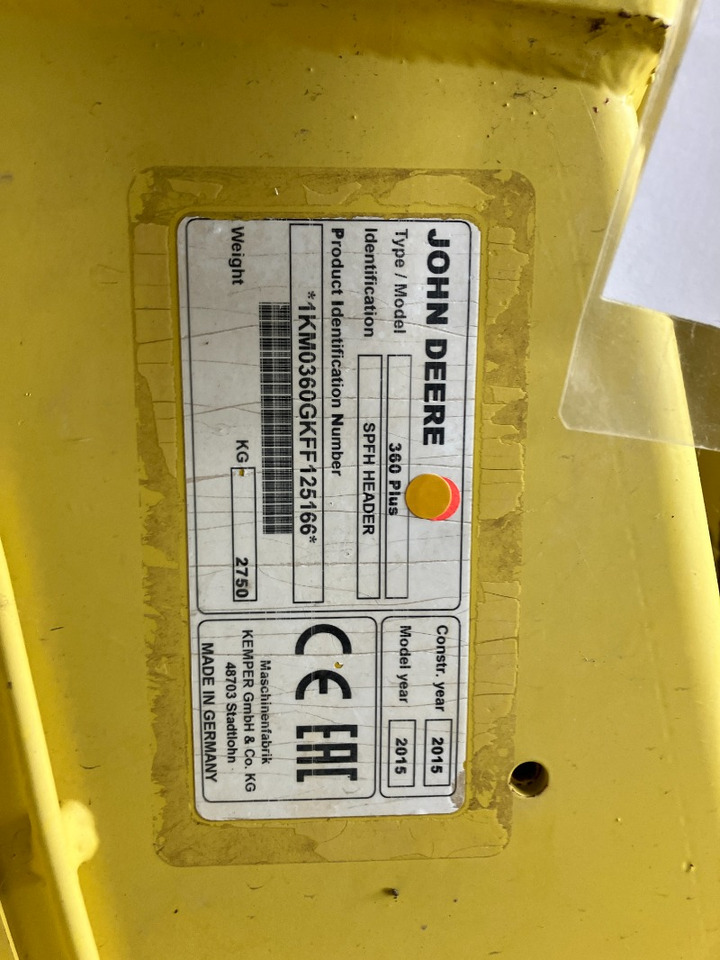 JOHN DEERE
Type / Model 360 Plus
Identification SPFH HEADER
Product Identification Number
*1KM0360GKFF125166*
Weight KG 2750
Constr. year 2015
Model year 2015
CE EAC
Maschinenfabrik
KEMPER GmbH & Co. KG
48703 Stadtlohn
MADE IN GERMANY